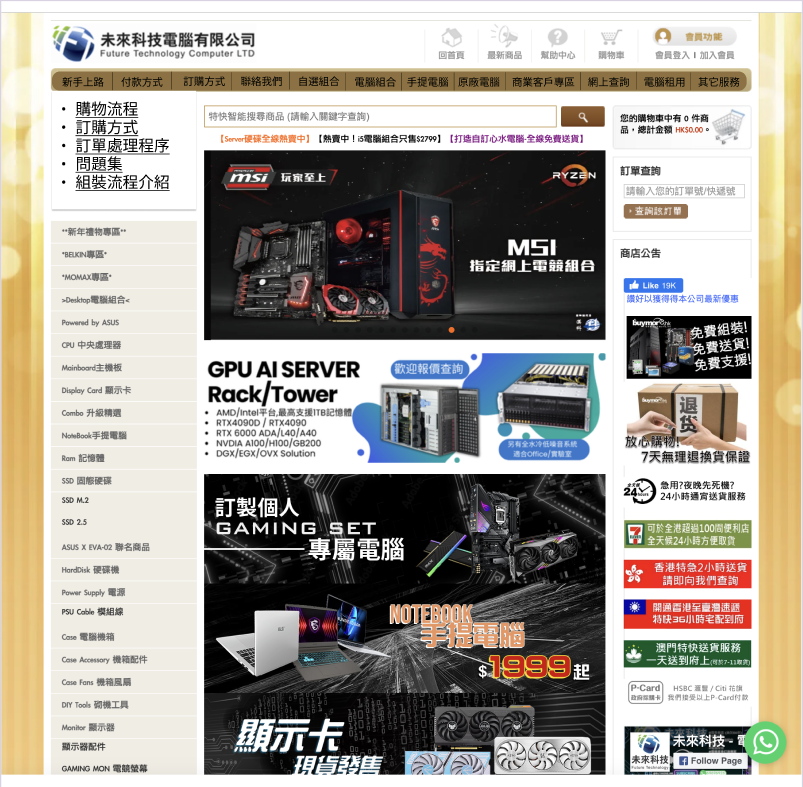 未來科技電腦有限公司
Future Technology Computer LTD
回首頁
最新商品
幫助中心
購物車
會員功能
會員登入 | 加入會員
新手上路
付款方式
訂購方式
聯絡我們
自選組合
電腦組合
手提電腦
原廠電腦
商業客戶專區
網上查詢
電腦租用
其它服務
• 購物流程
• 訂購方式
• 訂單處理程序
• 問題集
• 組裝流程介紹
**新年禮物專區**
*BELKIN專區*
*MOMAX專區*
>Desktop電腦組合<
Powered by ASUS
CPU 中央處理器
Mainboard主機板
Display Card 顯示卡
Combo 升級精選
NoteBook手提電腦
Ram 記憶體
SSD 固態硬碟
SSD M.2
SSD 2.5
ASUS X EVA-02 聯名商品
HardDisk 硬碟機
Power Supply 電源
PSU Cable 模組線
Case 電腦機箱
Case Accessory 機箱配件
Case Fans 機箱風扇
DIY Tools 砌機工具
Monitor 顯示器
顯示器配件
GAMING MON 電競螢幕
特快智能搜尋商品 (請輸入關鍵字查詢)
【Server硬碟全線熱賣中】【熱賣中！i5電腦組合只售$2799】【打造自訂心水電腦-全線免費送貨】
msi 玩家至上
RYZEN
MSI
指定網上電競組合
GPU AI SERVER
Rack/Tower
• AMD/Intel平台,最高支援1TB記憶體
• RTX4090D / RTX4090
• RTX 6000 ADA/L40/A40
• NVDIA A100/H100/GB200
• DGX/EGX/OVX Solution
歡迎報價查詢
另有全水冷低噪音系統
適合Office/實驗室
訂製個人
GAMING SET
專屬電腦
NOTEBOOK
手提電腦
$1999起
顯示卡
現貨發售
您的購物車中有 0 件商
品，總計金額 HK$0.00。
訂單查詢
請輸入您的訂單號/快遞號
查詢該訂單
商店公告
Like 19K
讚好以獲得得本公司最新優惠
buymore.hk
免費組裝!
免費送貨!
免費支援!
退貨
放心購物!
7天無理退換貨保證
24 hours
急用?夜晚先死機?
24小時通宵送貨服務
可於全港超過100間便利店
全天候24小時方便取貨
香港特急2小時送貨
請即向我們查詢
開通香港至臺灣速遞
特快36小時宅配到府
澳門特快送貨服務
一天送到府上(可於7-11取貨)
P-Card
政府採購卡
HSBC 滙豐 / Citi 花旗
我們接受以上P-Card付款
未來科技 - 電
未來科技
Future Technology
Follow Page